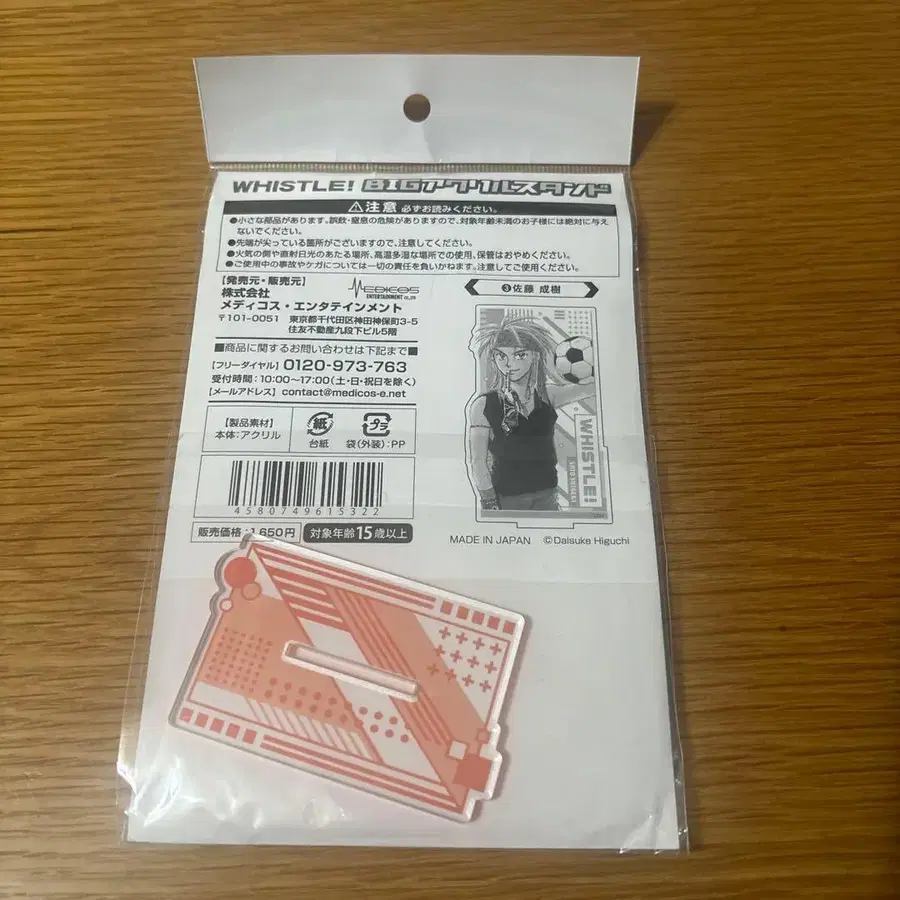 WHISTLE! BIGアクリルスタンド
⚠注意 必ずお読みください。
●小さな部品があります。誤飲・窒息の危険がありますので、対象年齢未満のお子様には絶対に与えないでください。
●先端が尖っている箇所がございますので、注意してください。
●火気の側や直射日光のあたる場所、高温多湿な場所での使用、保管はおやめください。
●ご使用中の事故やケガについては一切の責任を負いかねます。注意してご使用ください。
【発売元・販売元】
株式会社
メディコス・エンタテインメント
MEDICOS
ENTERTAINMENT CO.,LTD
〒101-0051 東京都千代田区神田神保町3-5
住友不動産九段下ビル5階
■商品に関するお問い合わせは下記まで■
【フリーダイヤル】0120-973-763
受付時間:10:00〜17:00(土・日・祝日を除く)
【メールアドレス】contact@medicos-e.net
【製品素材】
本体:アクリル
紙
台紙
プラ
袋(外装):PP
4580749615322
販売価格:1,650円
対象年齢15歳以上
❸佐藤 成樹
WHISTLE!
MADE IN JAPAN ©Daisuke Higuchi